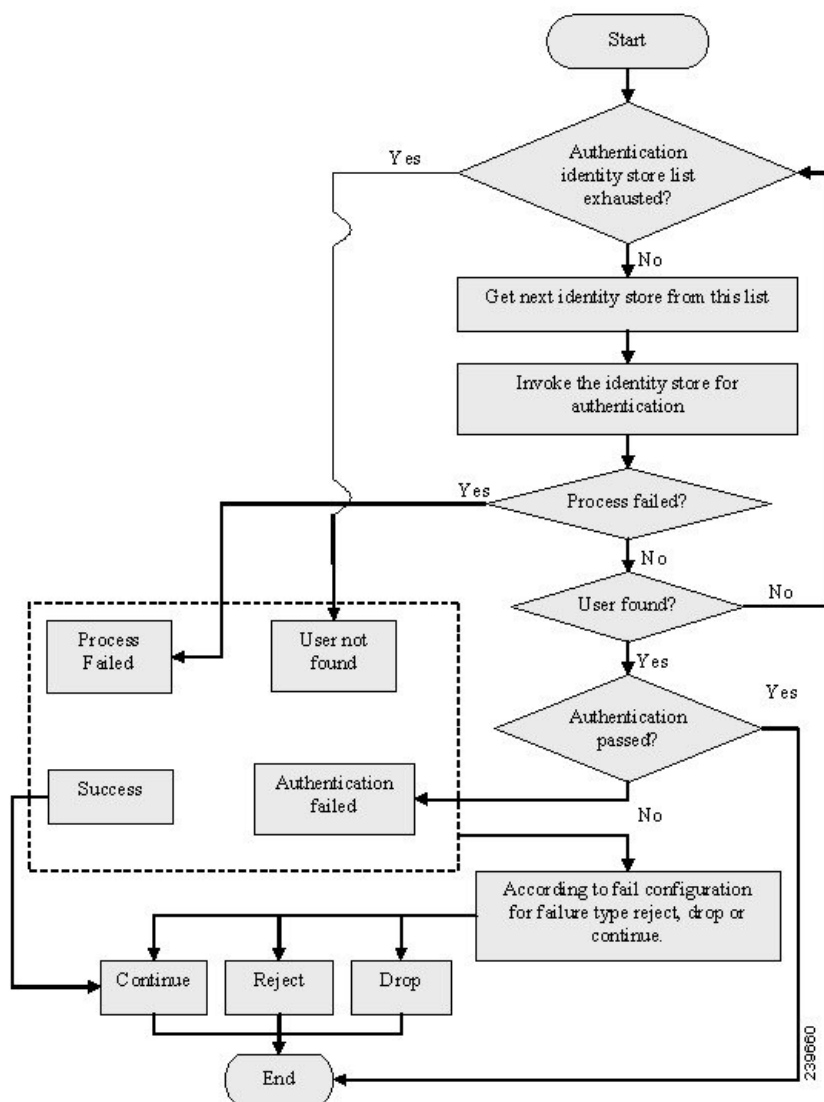 Start
Yes
Authentication
identity store list
exhausted?
No
Get next identity store from this list
Invoke the identity store for
authentication
Yes
Process failed?
No
User found?
No
Process
Failed
User not
found
Yes
Yes
Authentication
passed?
Success
Authentication
failed
No
According to fail configuration
for failure type reject, drop or
continue.
Continue
Reject
Drop
End
239660